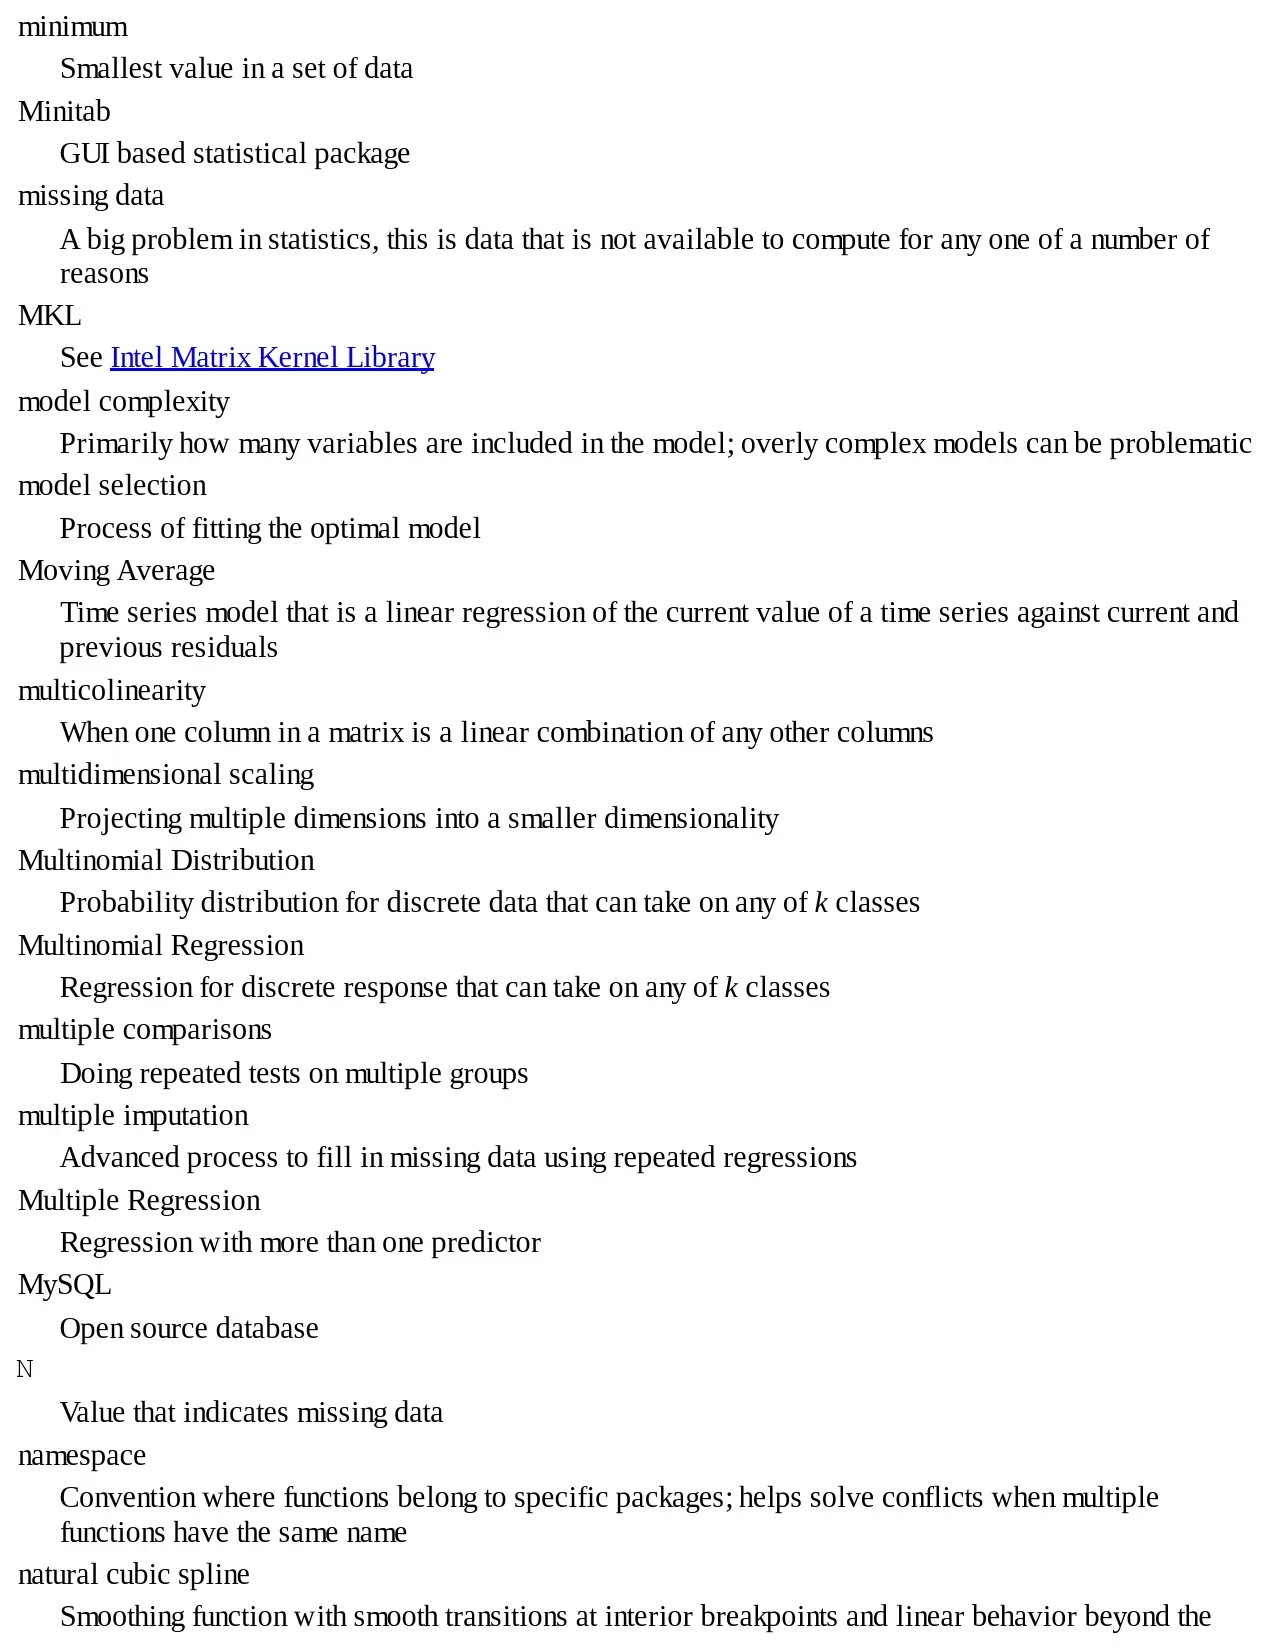 minimum
Smallest value in a set of data
Minitab
GUI based statistical package
missing data
A big problem in statistics, this is data that is not available to compute for any one of a number of
reasons
MKL
See Intel Matrix Kernel Library
model complexity
Primarily how many variables are included in the model; overly complex models can be problematic
model selection
Process of fitting the optimal model
Moving Average
Time series model that is a linear regression of the current value of a time series against current and
previous residuals
multicolinearity
When one column in a matrix is a linear combination of any other columns
multidimensional scaling
Projecting multiple dimensions into a smaller dimensionality
Multinomial Distribution
Probability distribution for discrete data that can take on any of k classes
Multinomial Regression
Regression for discrete response that can take on any of k classes
multiple comparisons
Doing repeated tests on multiple groups
multiple imputation
Advanced process to fill in missing data using repeated regressions
Multiple Regression
Regression with more than one predictor
MySQL
Open source database
N
Value that indicates missing data
namespace
Convention where functions belong to specific packages; helps solve conflicts when multiple
functions have the same name
natural cubic spline
Smoothing function with smooth transitions at interior breakpoints and linear behavior beyond the